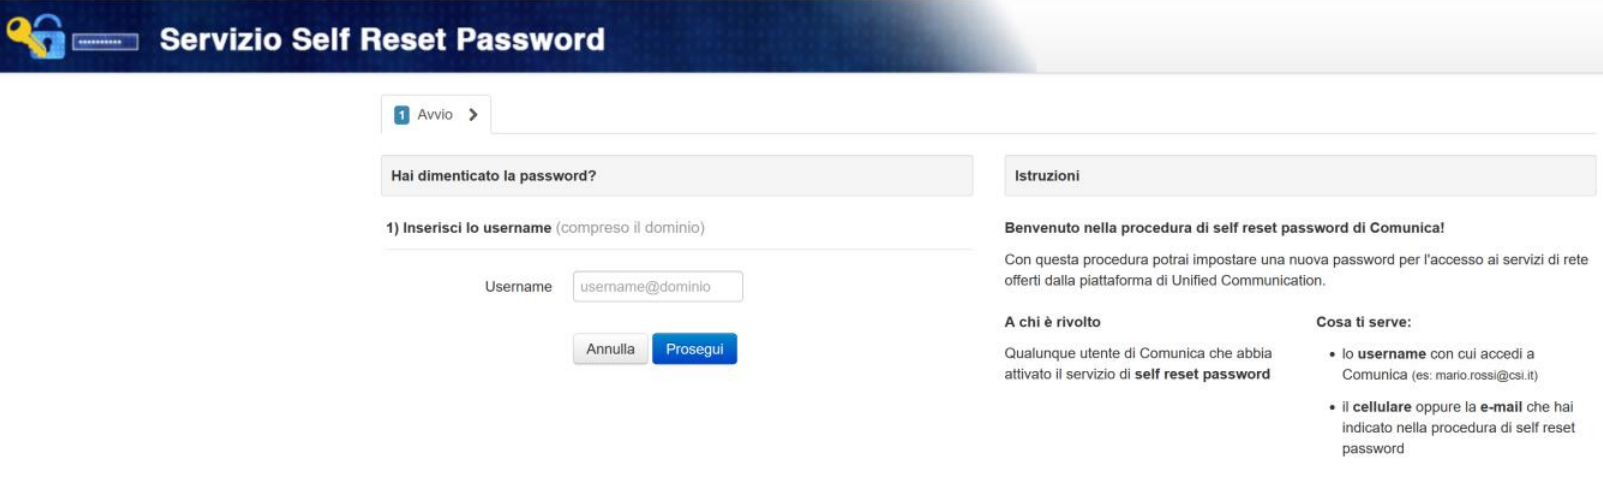 Servizio Self Reset Password
1 Avvio
Hai dimenticato la password?
1) Inserisci lo username (compreso il dominio)
Username
username@dominio
Annulla
Prosegui
Istruzioni
Benvenuto nella procedura di self reset password di Comunica!
Con questa procedura potrai impostare una nuova password per l'accesso ai servizi di rete
offerti dalla piattaforma di Unified Communication.
A chi è rivolto
Qualunque utente di Comunica che abbia
attivato il servizio di self reset password
Cosa ti serve:
• lo username con cui accedi a
Comunica (es: mario.rossi@csi.it)
• il cellulare oppure la e-mail che hai
indicato nella procedura di self reset
password